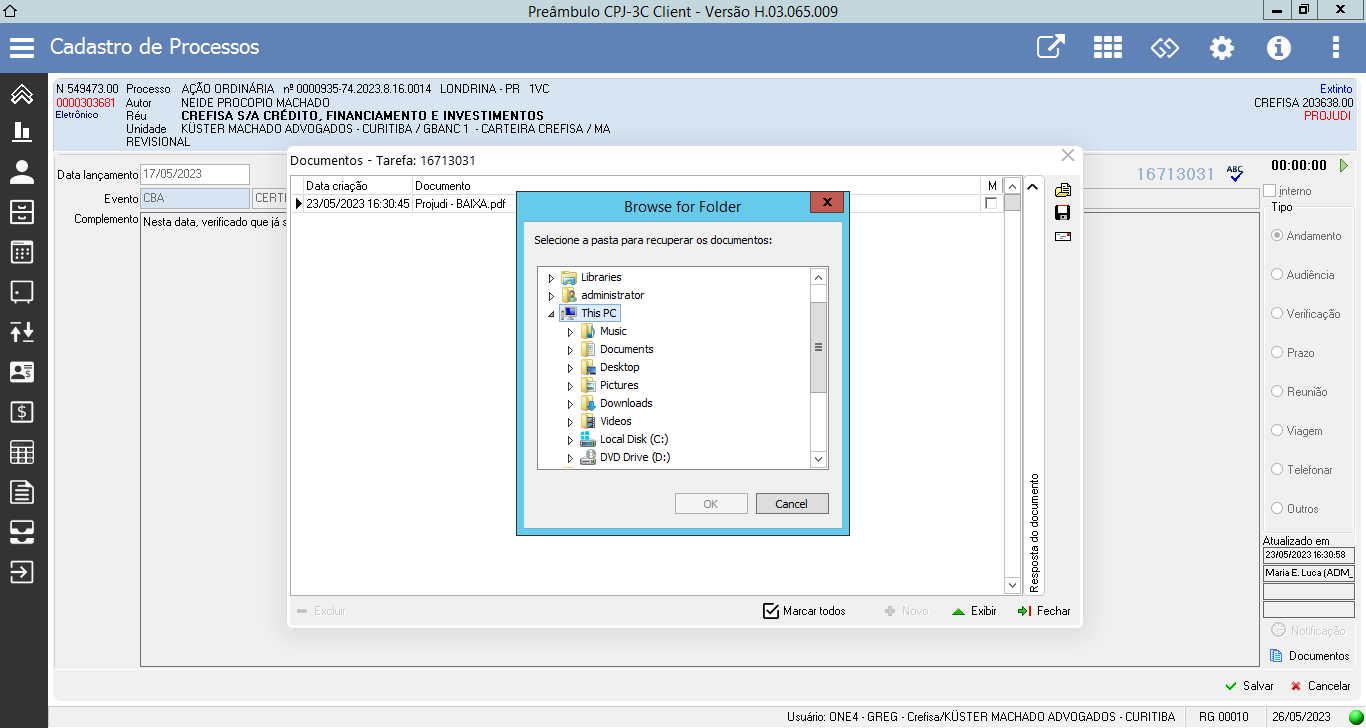 Preâmbulo CPJ-3C Client - Versão H.03.065.009
Cadastro de Processos
N 549473.00 Processo AÇÃO ORDINÁRIA nº 0000935-74.2023.8.16.0014 LONDRINA - PR 1VC Extinto
0000303681 Autor NEIDE PROCOPIO MACHADO CREFISA 203638.00
Eletrônico Réu CREFISA S/A CRÉDITO, FINANCIAMENTO E INVESTIMENTOS PROJUDI
Unidade KÜSTER MACHADO ADVOGADOS - CURITIBA / GBANC 1 - CARTEIRA CREFISA / MA
REVISIONAL
Data lançamento 17/05/2023 16713031 ABC 00:00:00
Evento CBA CERTI interno
Complemento Nesta data, verificado que já s
Tipo
Andamento
Audiência
Verificação
Prazo
Reunião
Viagem
Telefonar
Outros
Atualizado em
23/05/2023 16:30:58
Maria E. Luca (ADM_
Notificação
Documentos
Documentos - Tarefa: 16713031
Data criação Documento M
23/05/2023 16:30:45 Projudi - BAIXA.pdf
Resposta do documento
Excluir Marcar todos Novo Exibir Fechar
Browse for Folder
Selecione a pasta para recuperar os documentos:
Libraries
administrator
This PC
Music
Documents
Desktop
Pictures
Downloads
Videos
Local Disk (C:)
DVD Drive (D:)
OK Cancel
Salvar Cancelar
Usuário: ONE4 - GREG - Crefisa/KÜSTER MACHADO ADVOGADOS - CURITIBA RG 00010 26/05/2023